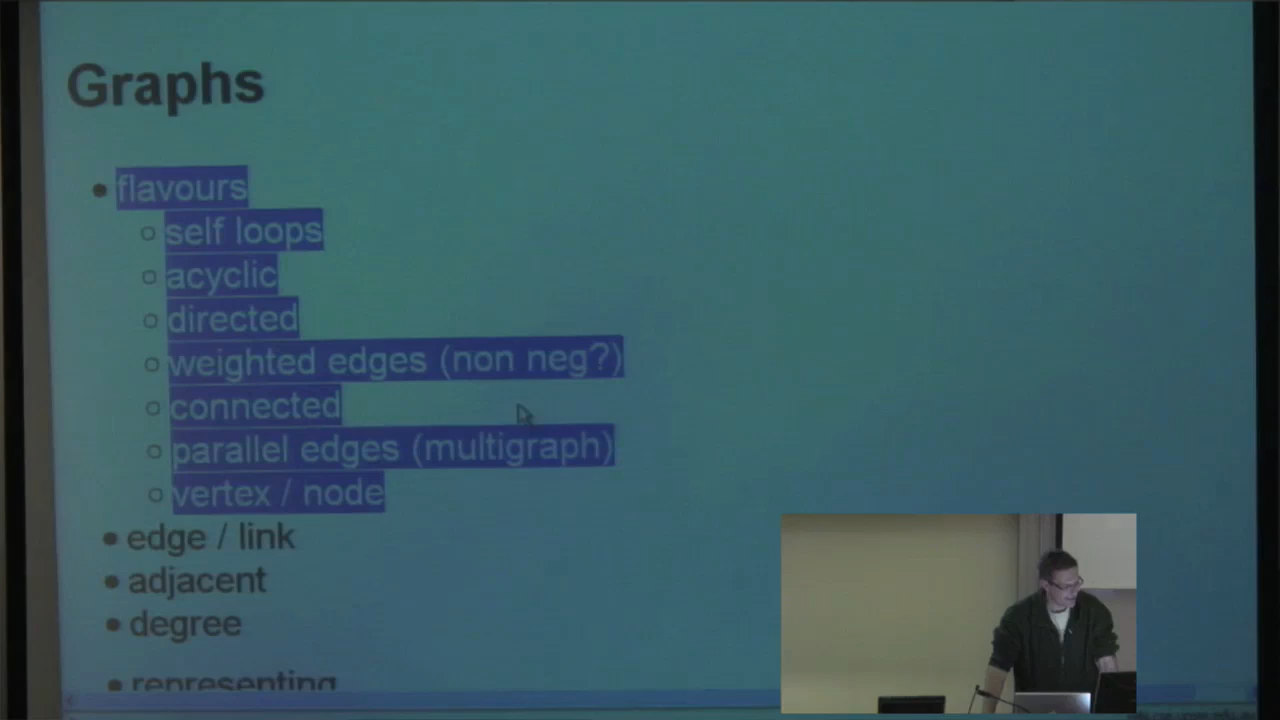 Graphs
flavours
self loops
acyclic
directed
weighted edges (non neg?)
connected
parallel edges (multigraph)
vertex / node
edge / link
adjacent
degree
representing